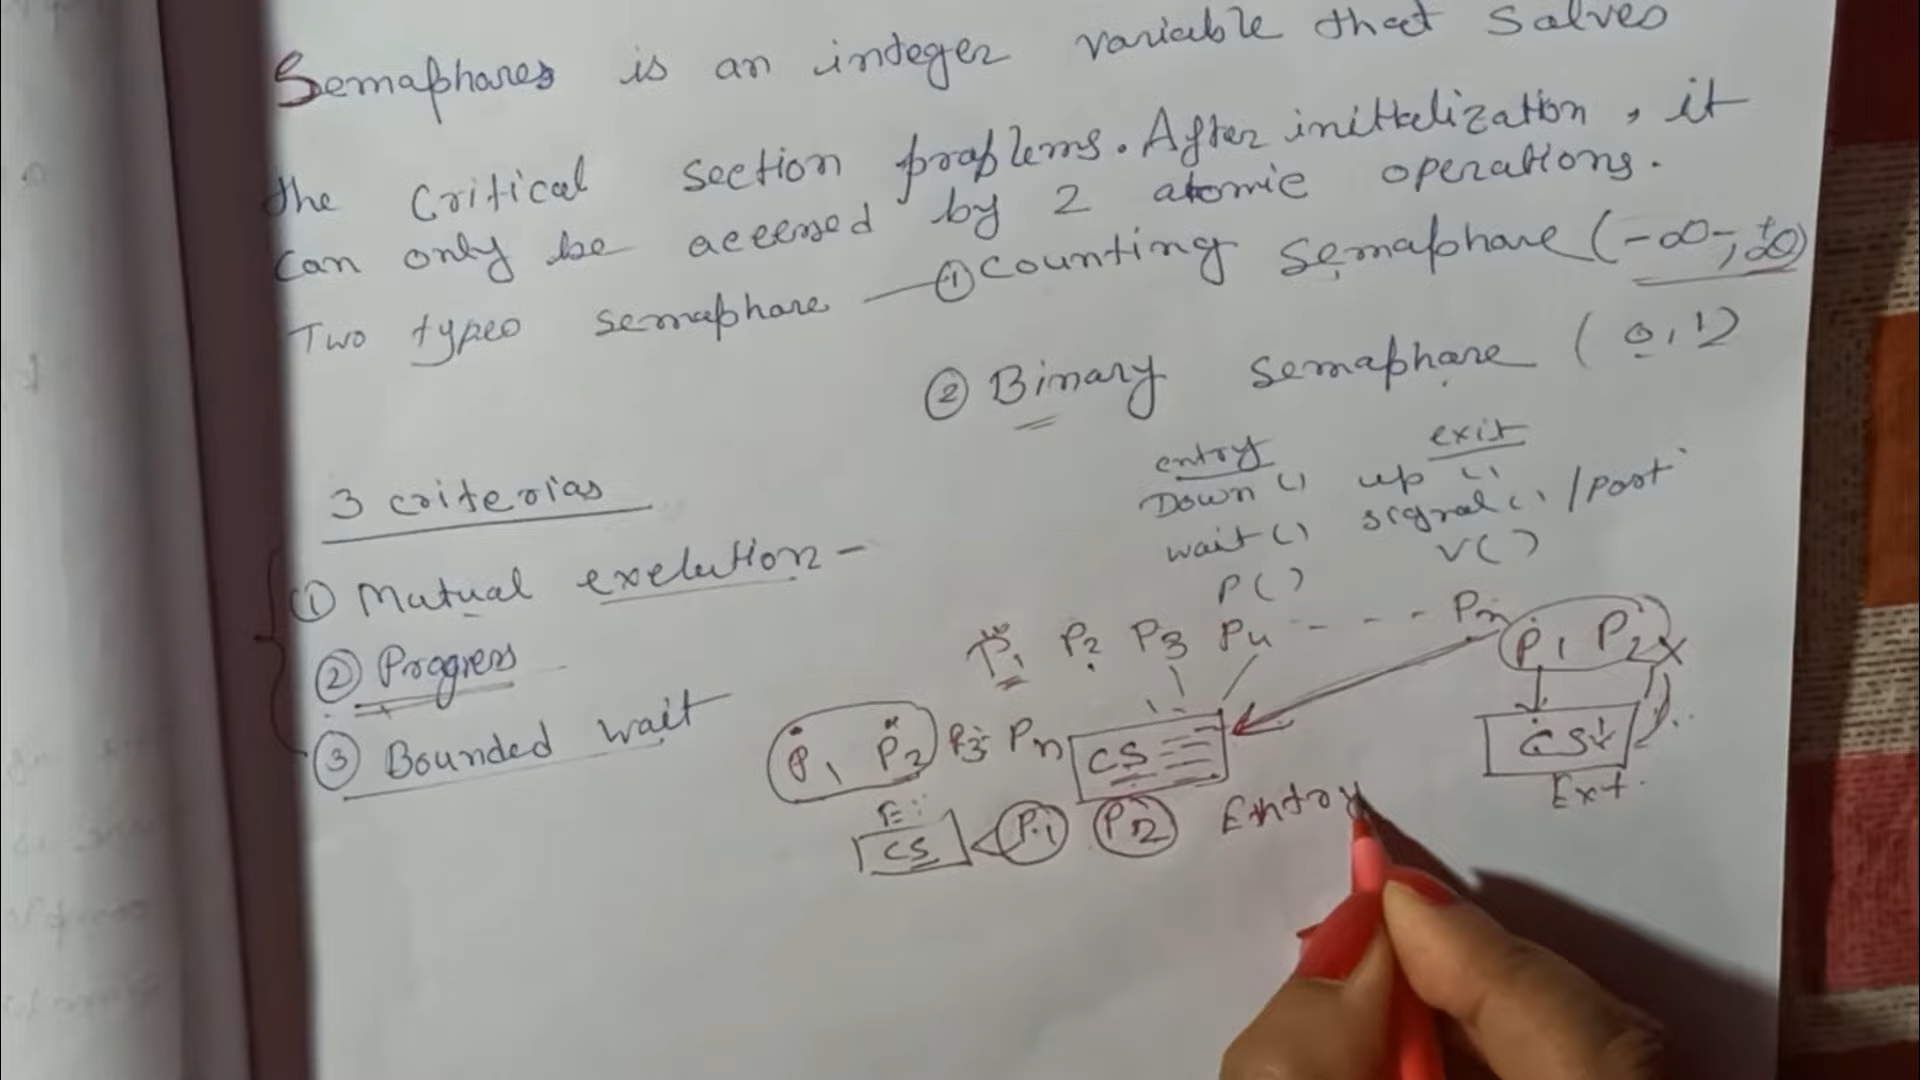 Semaphores is an integer variable that salves
the critical section problems. After initialization, it
can only be accessed by 2 atomic operations.
Two types semaphore — ① Counting semaphore (-∞, +∞)
② Binary semaphore (0,1)
entry exit
Down () up ()
wait () signal () / Post
P() V()
3 criterias
① Mutual exclution -
② Progress
③ Bounded wait
P1 P2 P3 P4 - - - Pn
P1 P2 X
P1 P2 P3 Pn CS
CS
Ext.
E
CS P1 P2 Entry